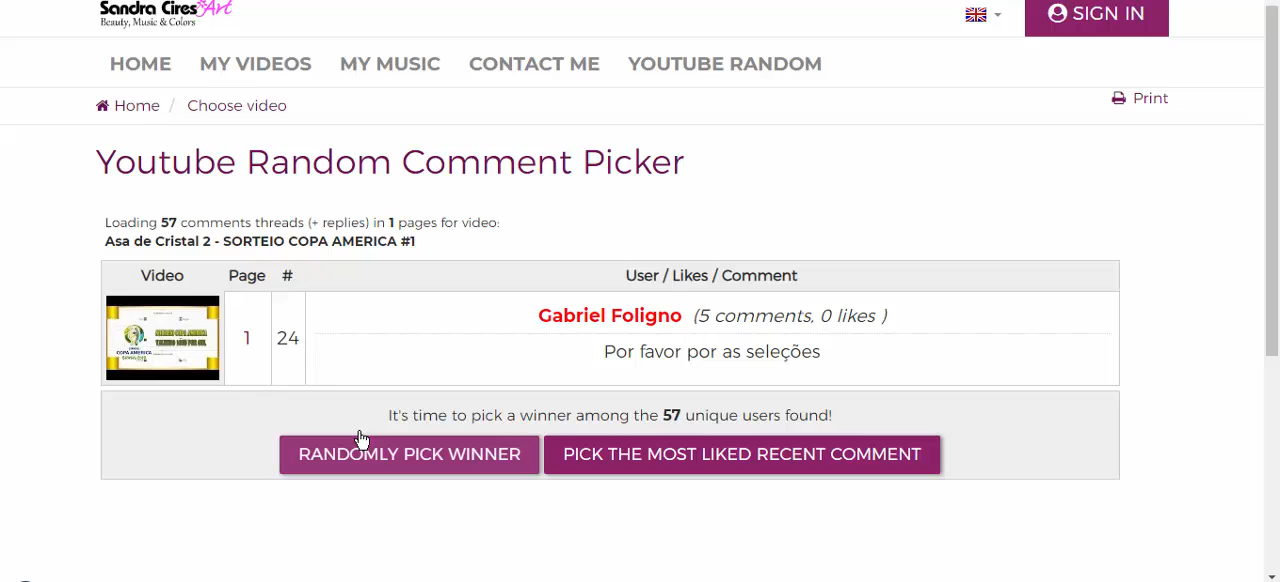 Sandra Cires Art
Beauty, Music & Colors
SIGN IN
HOME MY VIDEOS MY MUSIC CONTACT ME YOUTUBE RANDOM
Home / Choose video
Print
Youtube Random Comment Picker
Loading 57 comments threads (+ replies) in 1 pages for video:
Asa de Cristal 2 - SORTEIO COPA AMERICA #1
Video Page # User / Likes / Comment
Gabriel Foligno (5 comments, 0 likes )
1 24
Por favor por as seleções
It's time to pick a winner among the 57 unique users found!
RANDOMLY PICK WINNER PICK THE MOST LIKED RECENT COMMENT